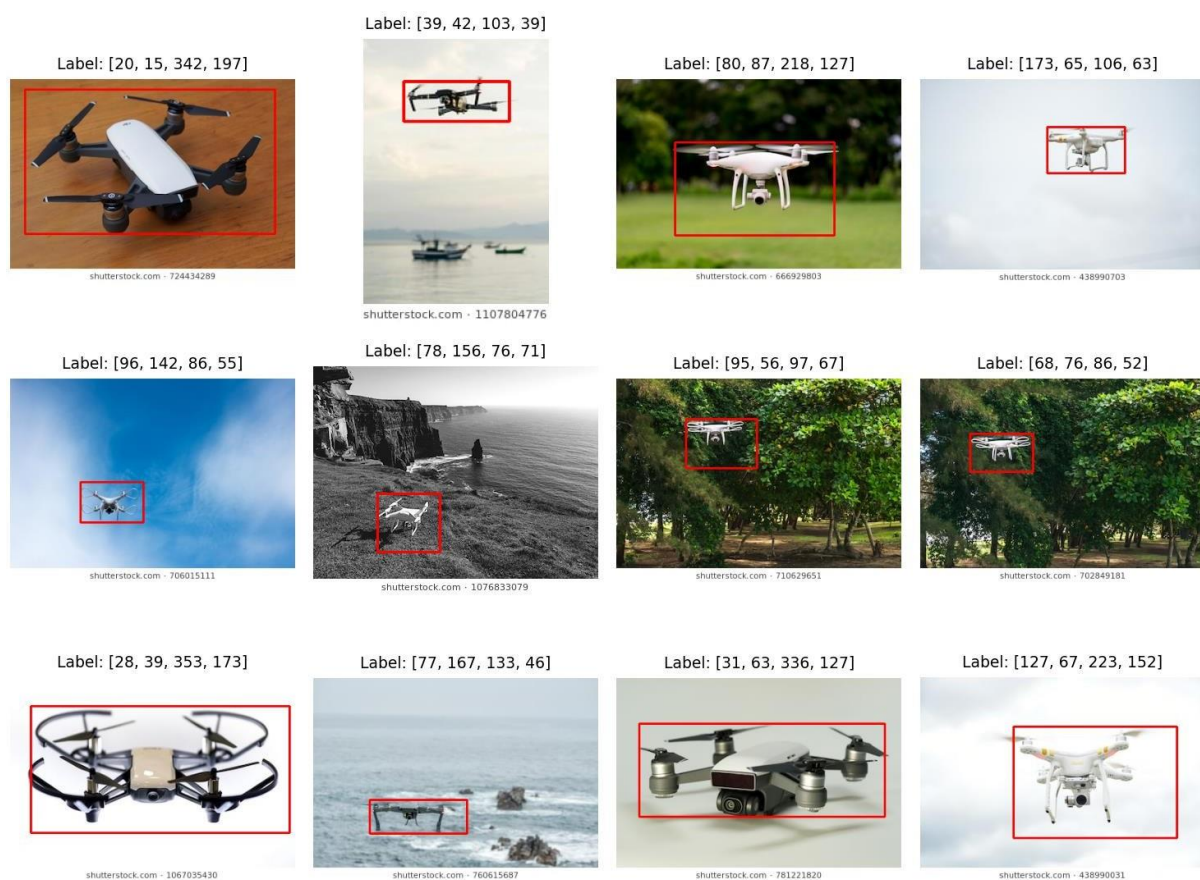 Label: [20, 15, 342, 197]
Label: [39, 42, 103, 39]
Label: [80, 87, 218, 127]
Label: [173, 65, 106, 63]
shutterstock.com · 724434289
shutterstock.com · 1107804776
shutterstock.com · 666929803
shutterstock.com · 438990703
Label: [96, 142, 86, 55]
Label: [78, 156, 76, 71]
Label: [95, 56, 97, 67]
Label: [68, 76, 86, 52]
shutterstock.com · 706015111
shutterstock.com · 1076833079
shutterstock.com · 710629651
shutterstock.com · 702849181
Label: [28, 39, 353, 173]
Label: [77, 167, 133, 46]
Label: [31, 63, 336, 127]
Label: [127, 67, 223, 152]
shutterstock.com · 1067035430
shutterstock.com · 760615687
shutterstock.com · 781221820
shutterstock.com · 438990031